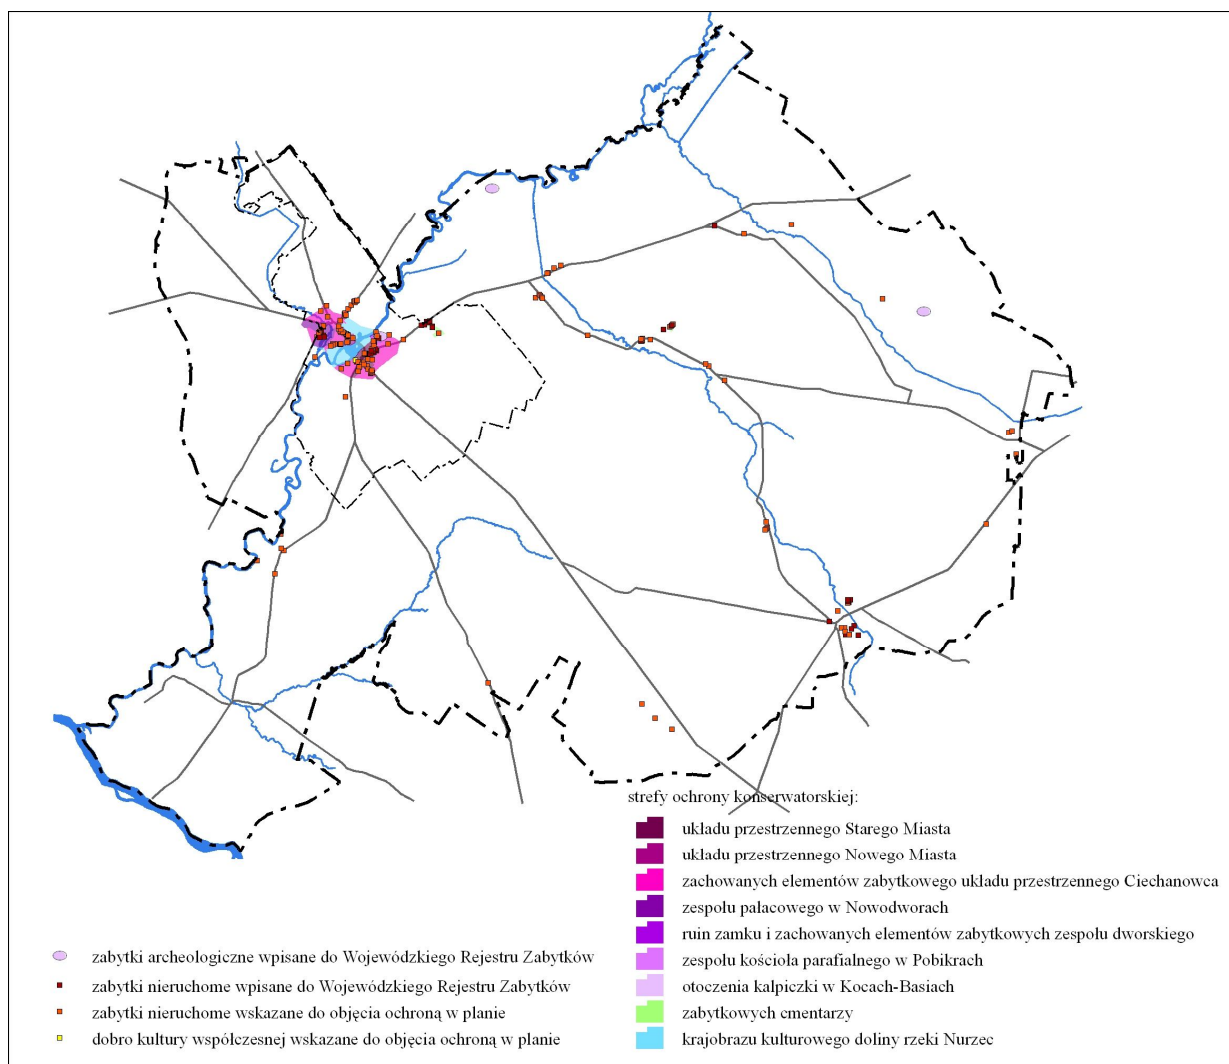 strefy ochrony konserwatorskiej:
układu przestrzennego Starego Miasta
układu przestrzennego Nowego Miasta
zachowanych elementów zabytkowego układu przestrzennego Ciechanowca
zespołu pałacowego w Nowodworach
ruin zamku i zachowanych elementów zabytkowych zespołu dworskiego
zespołu kościoła parafialnego w Pobikrach
otoczenia kalpiczki w Kocach-Basiach
zabytkowych cmentarzy
krajobrazu kulturowego doliny rzeki Nurzec
zabytki archeologiczne wpisane do Wojewódzkiego Rejestru Zabytków
zabytki nieruchome wpisane do Wojewódzkiego Rejestru Zabytków
zabytki nieruchome wskazane do objęcia ochroną w planie
dobro kultury współczesnej wskazane do objęcia ochroną w planie